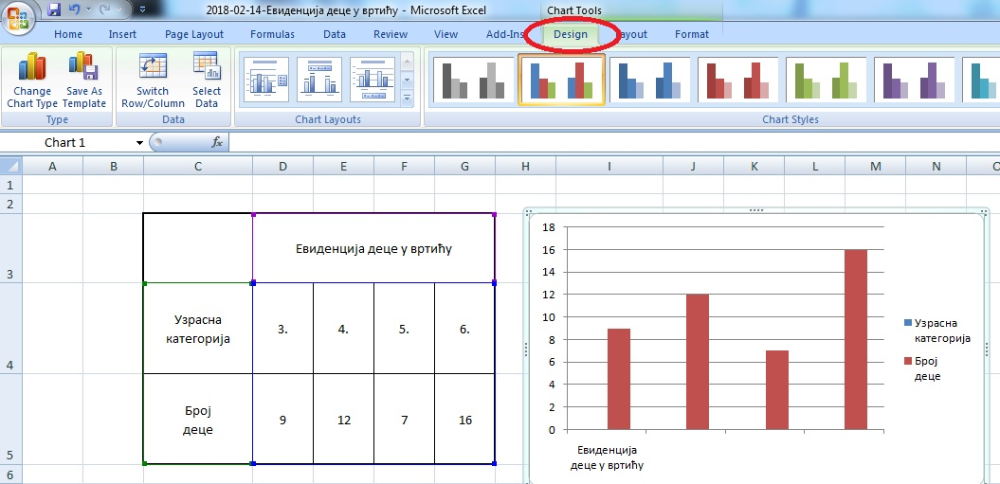 2018-02-14-Евиденција деце у вртићу - Microsoft Excel
Chart Tools
Home Insert Page Layout Formulas Data Review View Add-Ins Design ayout Format
Change Chart Type
Save As Template
Switch Row/Column
Select Data
Type Data Chart Layouts Chart Styles
Chart 1 fx
A B C D E F G H I J K L M N O
1
2
3
Евиденција деце у вртићу
4
Узрасна
категорија
3. 4. 5. 6.
5
Број
деце
9 12 7 16
6
18
16
14
12
10
8
6
4
2
0
Евиденција
деце у вртићу
Узрасна
категорија
Број
деце